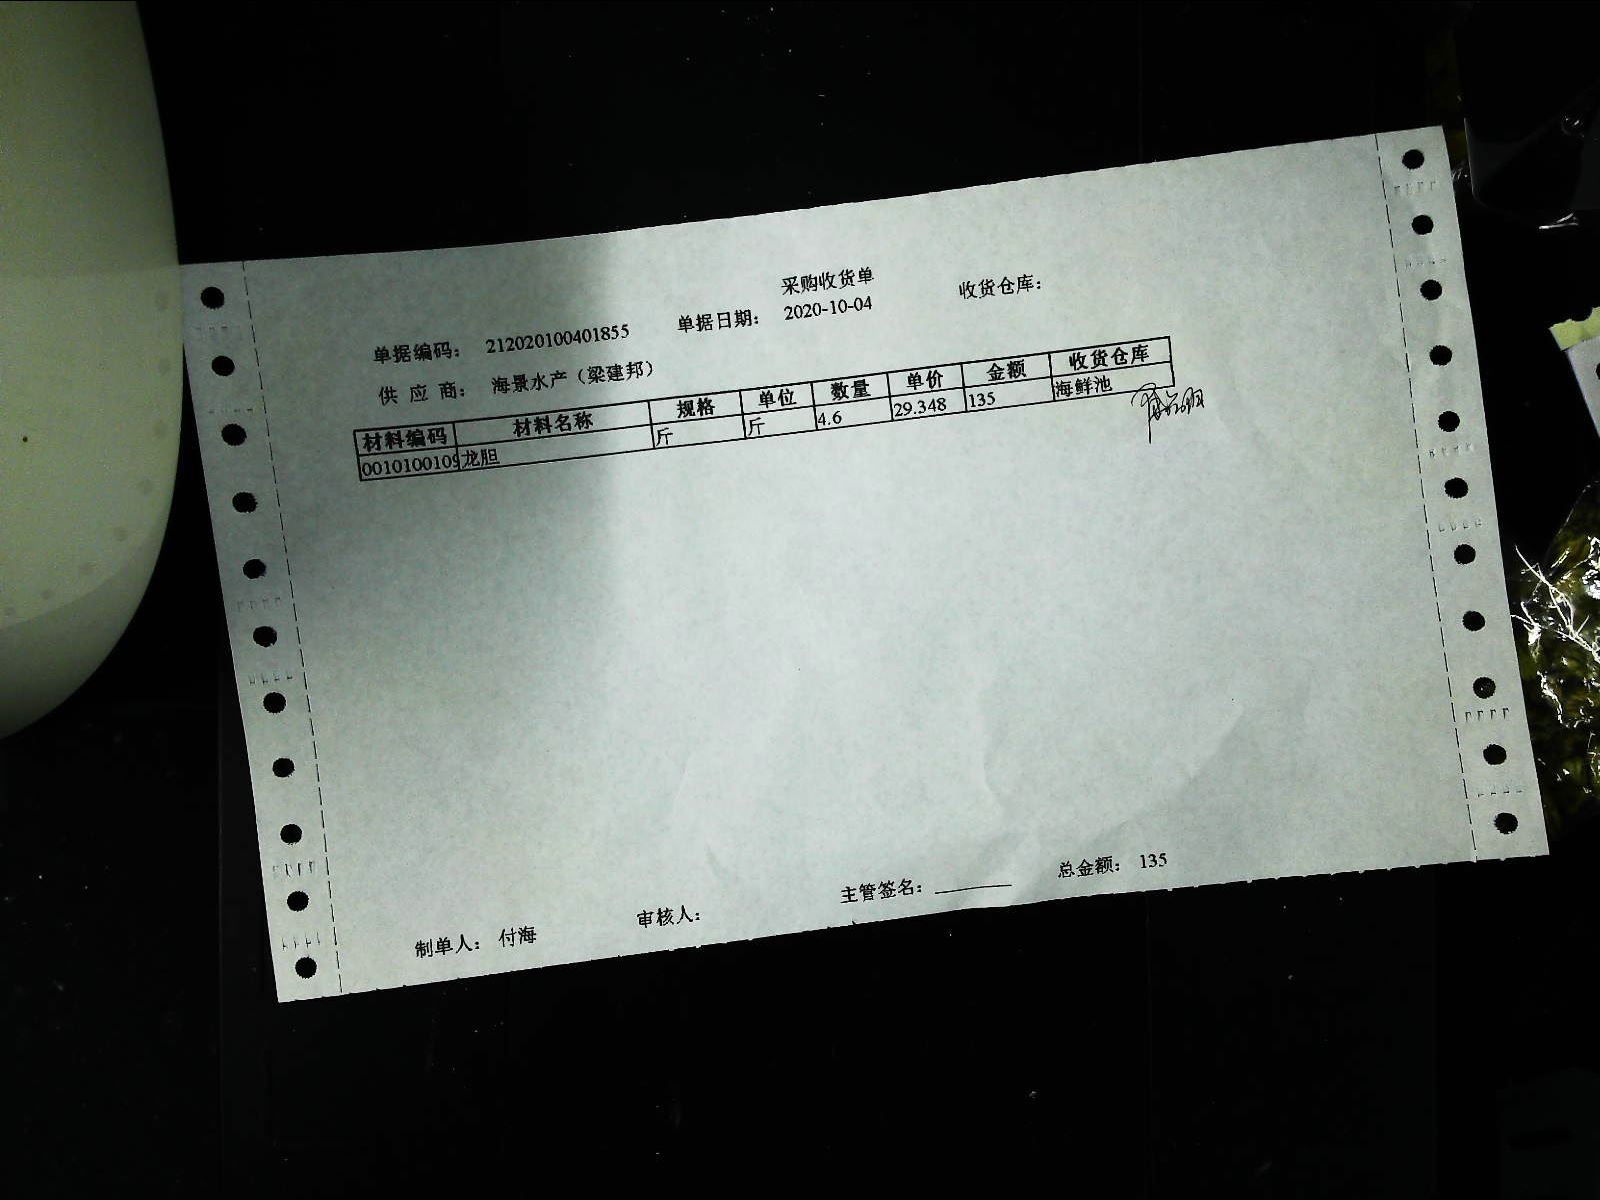 采购收货单
单据编码： 212020100401855 单据日期： 2020-10-04 收货仓库：
供 应 商： 海景水产（梁建邦）
材料编码 材料名称 规格 单位 数量 单价 金额 收货仓库
0010100109 龙胆 斤 斤 4.6 29.348 135 海鲜池
制单人： 付海 审核人： 主管签名： 总金额： 135